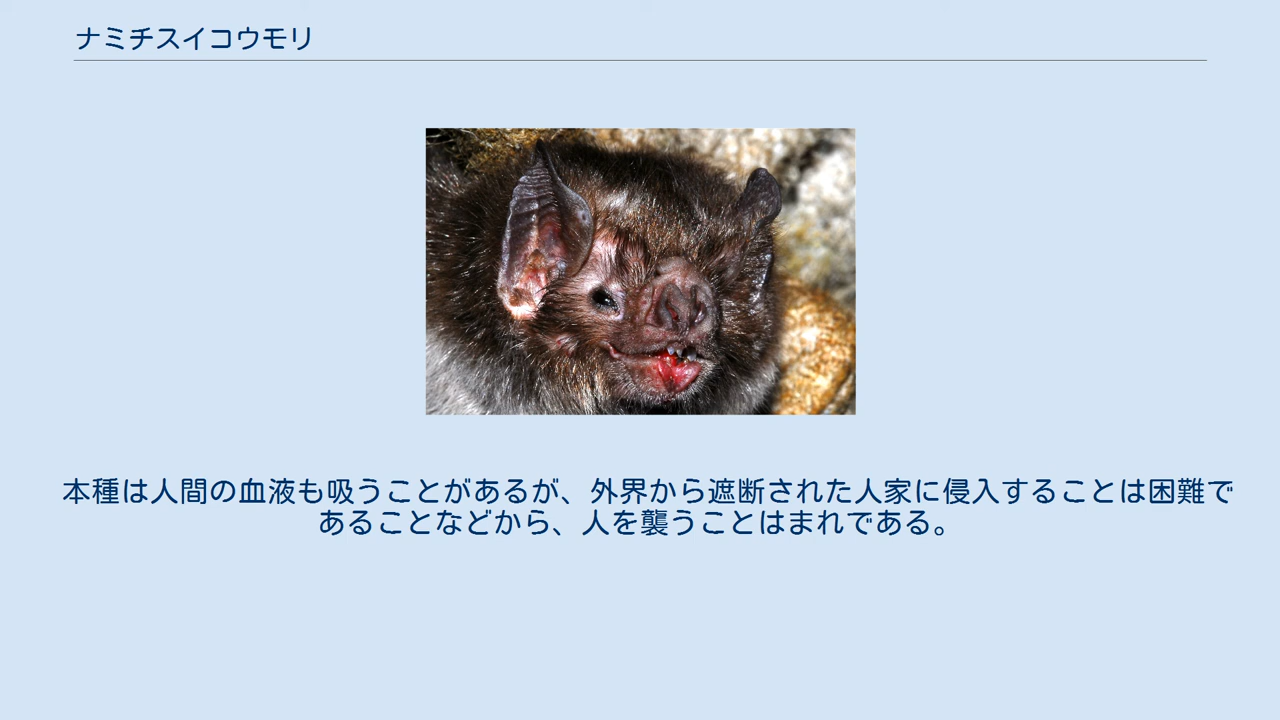 ナミチスイコウモリ
本種は人間の血液も吸うことがあるが、外界から遮断された人家に侵入することは困難で
あることなどから、人を襲うことはまれである。